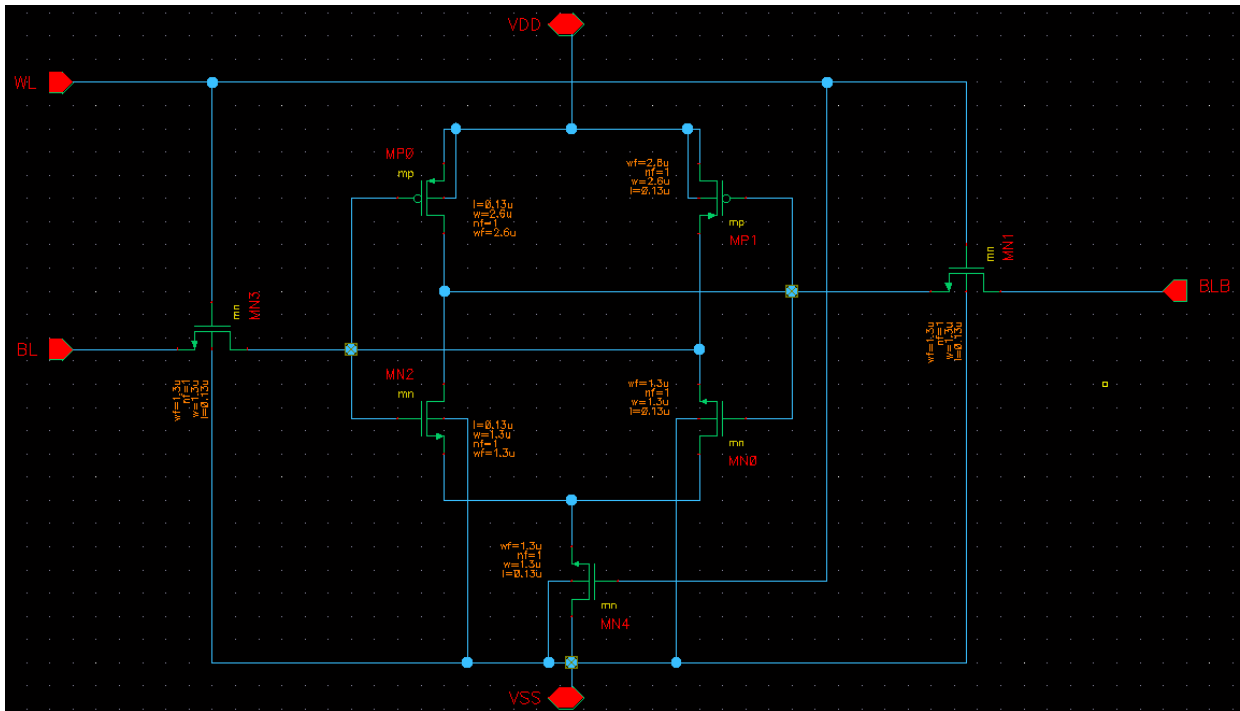 VDD
WL
MP0
mp
l=0.13u
w=2.6u
nf=1
wf=2.6u
wf=2.6u
nf=1
w=2.6u
l=0.13u
mp
MP1
mn
MN1
wf=1.3u
nf=1
w=1.3u
l=0.13u
BLB
mn
MN3
BL
wf=1.3u
nf=1
w=1.3u
l=0.13u
MN2
mn
l=0.13u
w=1.3u
nf=1
wf=1.3u
wf=1.3u
nf=1
w=1.3u
l=0.13u
mn
MN0
wf=1.3u
nf=1
w=1.3u
l=0.13u
mn
MN4
VSS